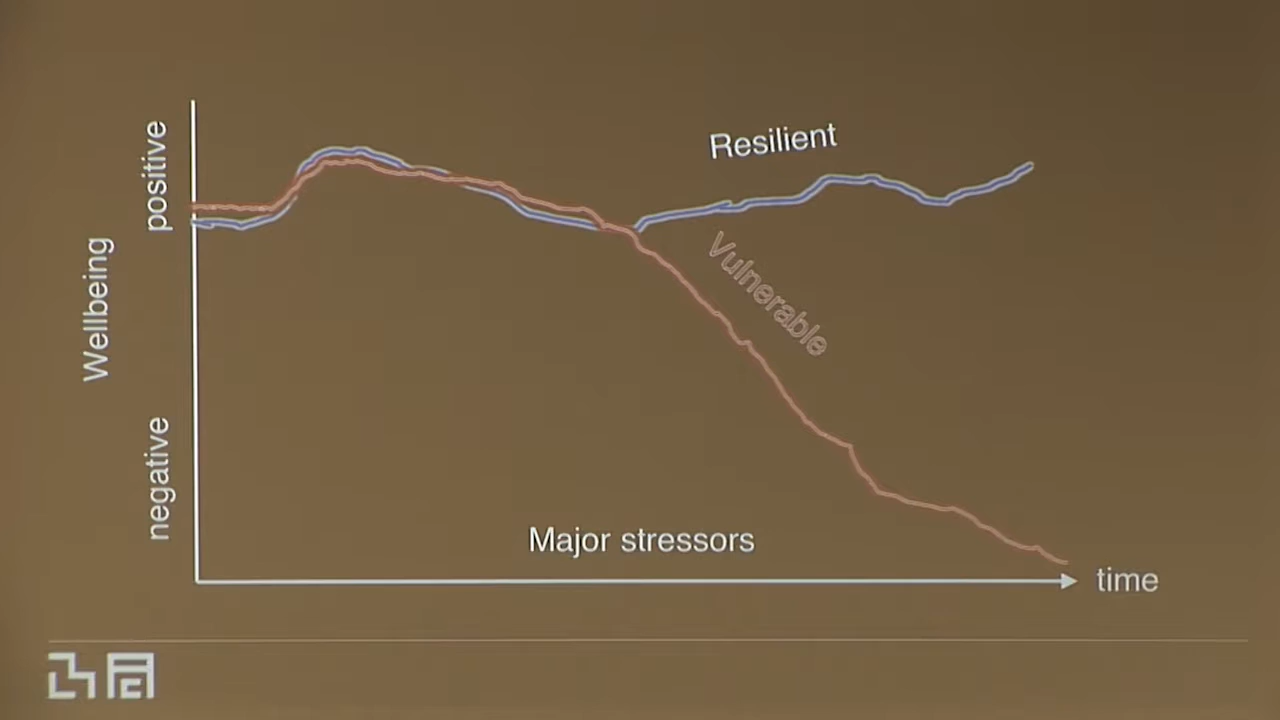 Resilient
positive
Wellbeing
Vulnerable
negative
Major stressors
time